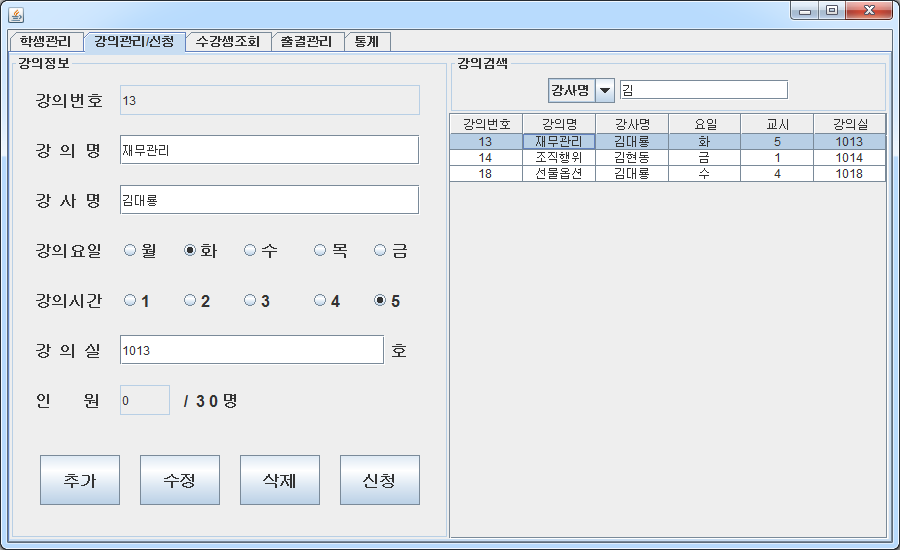 학생관리 강의관리/신청 수강생조회 출결관리 통계
강의정보
강의번호 13
강 의 명 재무관리
강 사 명 김대룡
강의요일 월 화 수 목 금
강의시간 1 2 3 4 5
강 의 실 1013 호
인 원 0 / 3 0 명
추가 수정 삭제 신청
강의검색
강사명 김
강의번호 강의명 강사명 요일 교시 강의실
13 재무관리 김대룡 화 5 1013
14 조직행위 김현동 금 1 1014
18 선물옵션 김대룡 수 4 1018